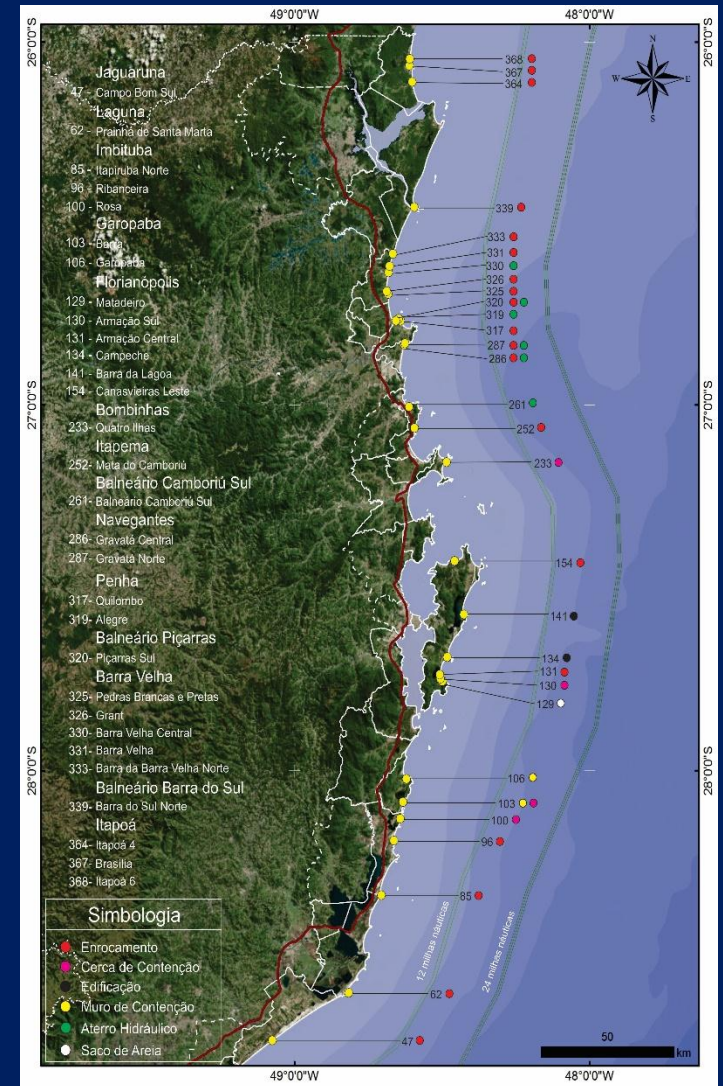 49°0'0"W
48°0'0"W
26°0'0"S
26°0'0"S
N
W
E
S
Jaguaruna
47 - Campo Bom Sul
Laguna
62 - Prainha de Santa Marta
Imbituba
85 - Itapiruba Norte
96 - Ribanceira
100 - Rosa
Garopaba
103 - Barra
106 - Garopaba
Florianópolis
129 - Matadeiro
130 - Armação Sul
131 - Armação Central
134 - Campeche
141 - Barra da Lagoa
154 - Canasvieiras Leste
Bombinhas
233 - Quatro Ilhas
Itapema
252 - Mata do Camboriú
Balneário Camboriú Sul
261 - Balneário Camboriú Sul
Navegantes
286 - Gravatá Central
287 - Gravatá Norte
Penha
317 - Quilombo
319 - Alegre
Balneário Piçarras
320 - Piçarras Sul
Barra Velha
325 - Pedras Brancas e Pretas
326 - Grant
330 - Barra Velha Central
331 - Barra Velha
333 - Barra da Barra Velha Norte
Balneário Barra do Sul
339 - Barra do Sul Norte
Itapoá
364 - Itapoá 4
367 - Brasília
368 - Itapoá 6
368
367
364
339
333
331
330
326
325
320
319
317
287
286
27°0'0"S
27°0'0"S
261
252
233
154
141
134
131
130
129
28°0'0"S
28°0'0"S
106
103
100
96
85
62
47
12 milhas náuticas
24 milhas náuticas
Simbologia
Enrocamento
Cerca de Contenção
Edificação
Muro de Contenção
Aterro Hidráulico
Saco de Areia
50
km
49°0'0"W
48°0'0"W